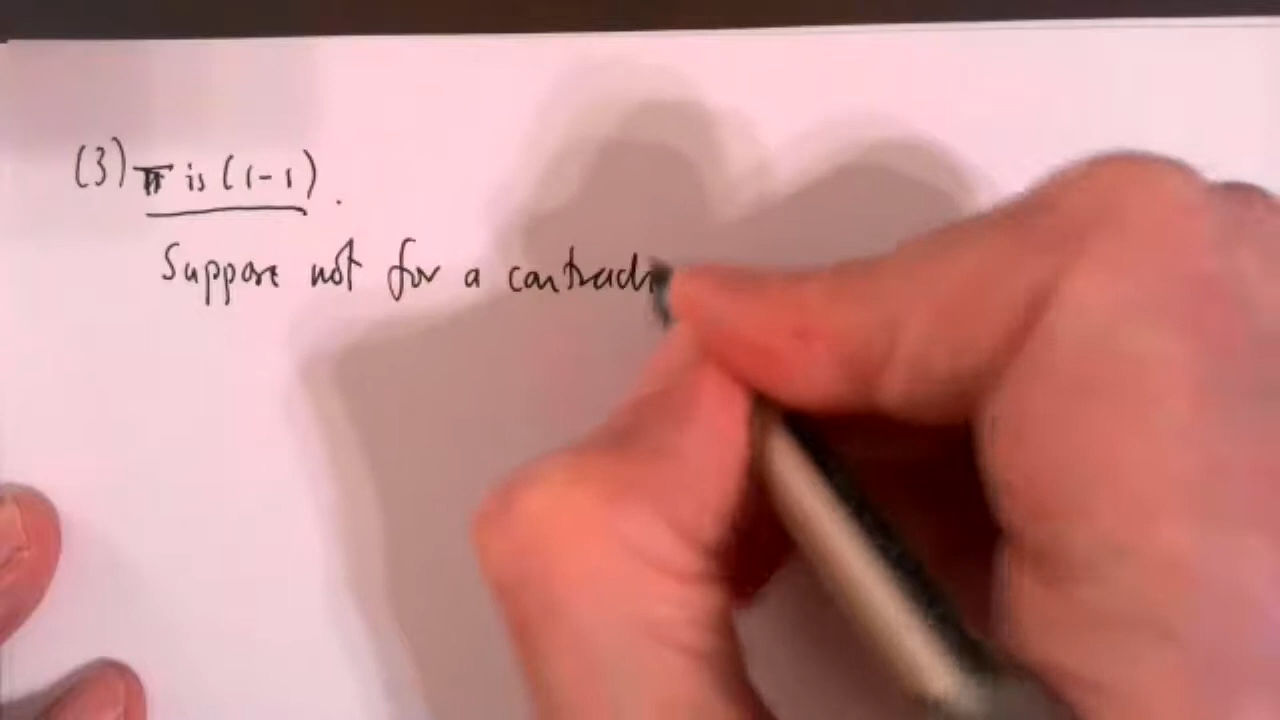 (3) π is (1-1).
Suppose not for a contradi